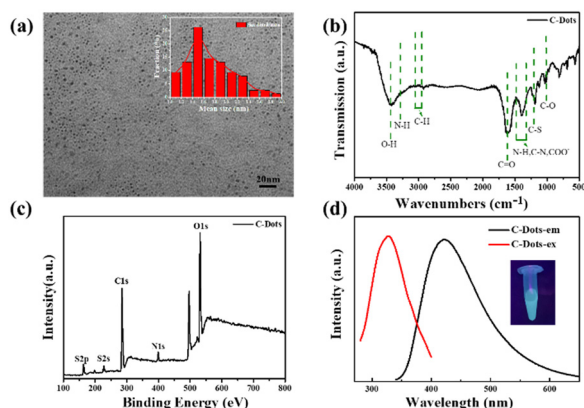 (a)
Fraction (%)
Mean size (nm)
20nm
(b)
C-Dots
Transmission (a.u.)
O-H
N-H
C-H
C=O
C-S
N-H,C-N,COO⁻
C-O
4000 3500 3000 2500 2000 1500 1000 500
Wavenumbers (cm⁻¹)
(c)
C-Dots
Intensity(a.u.)
S2p
S2s
C1s
N1s
O1s
100 200 300 400 500 600 700 800
Binding Energy (eV)
(d)
C-Dots-em
C-Dots-ex
Intensity(a.u.)
300 400 500 600
Wavelength (nm)